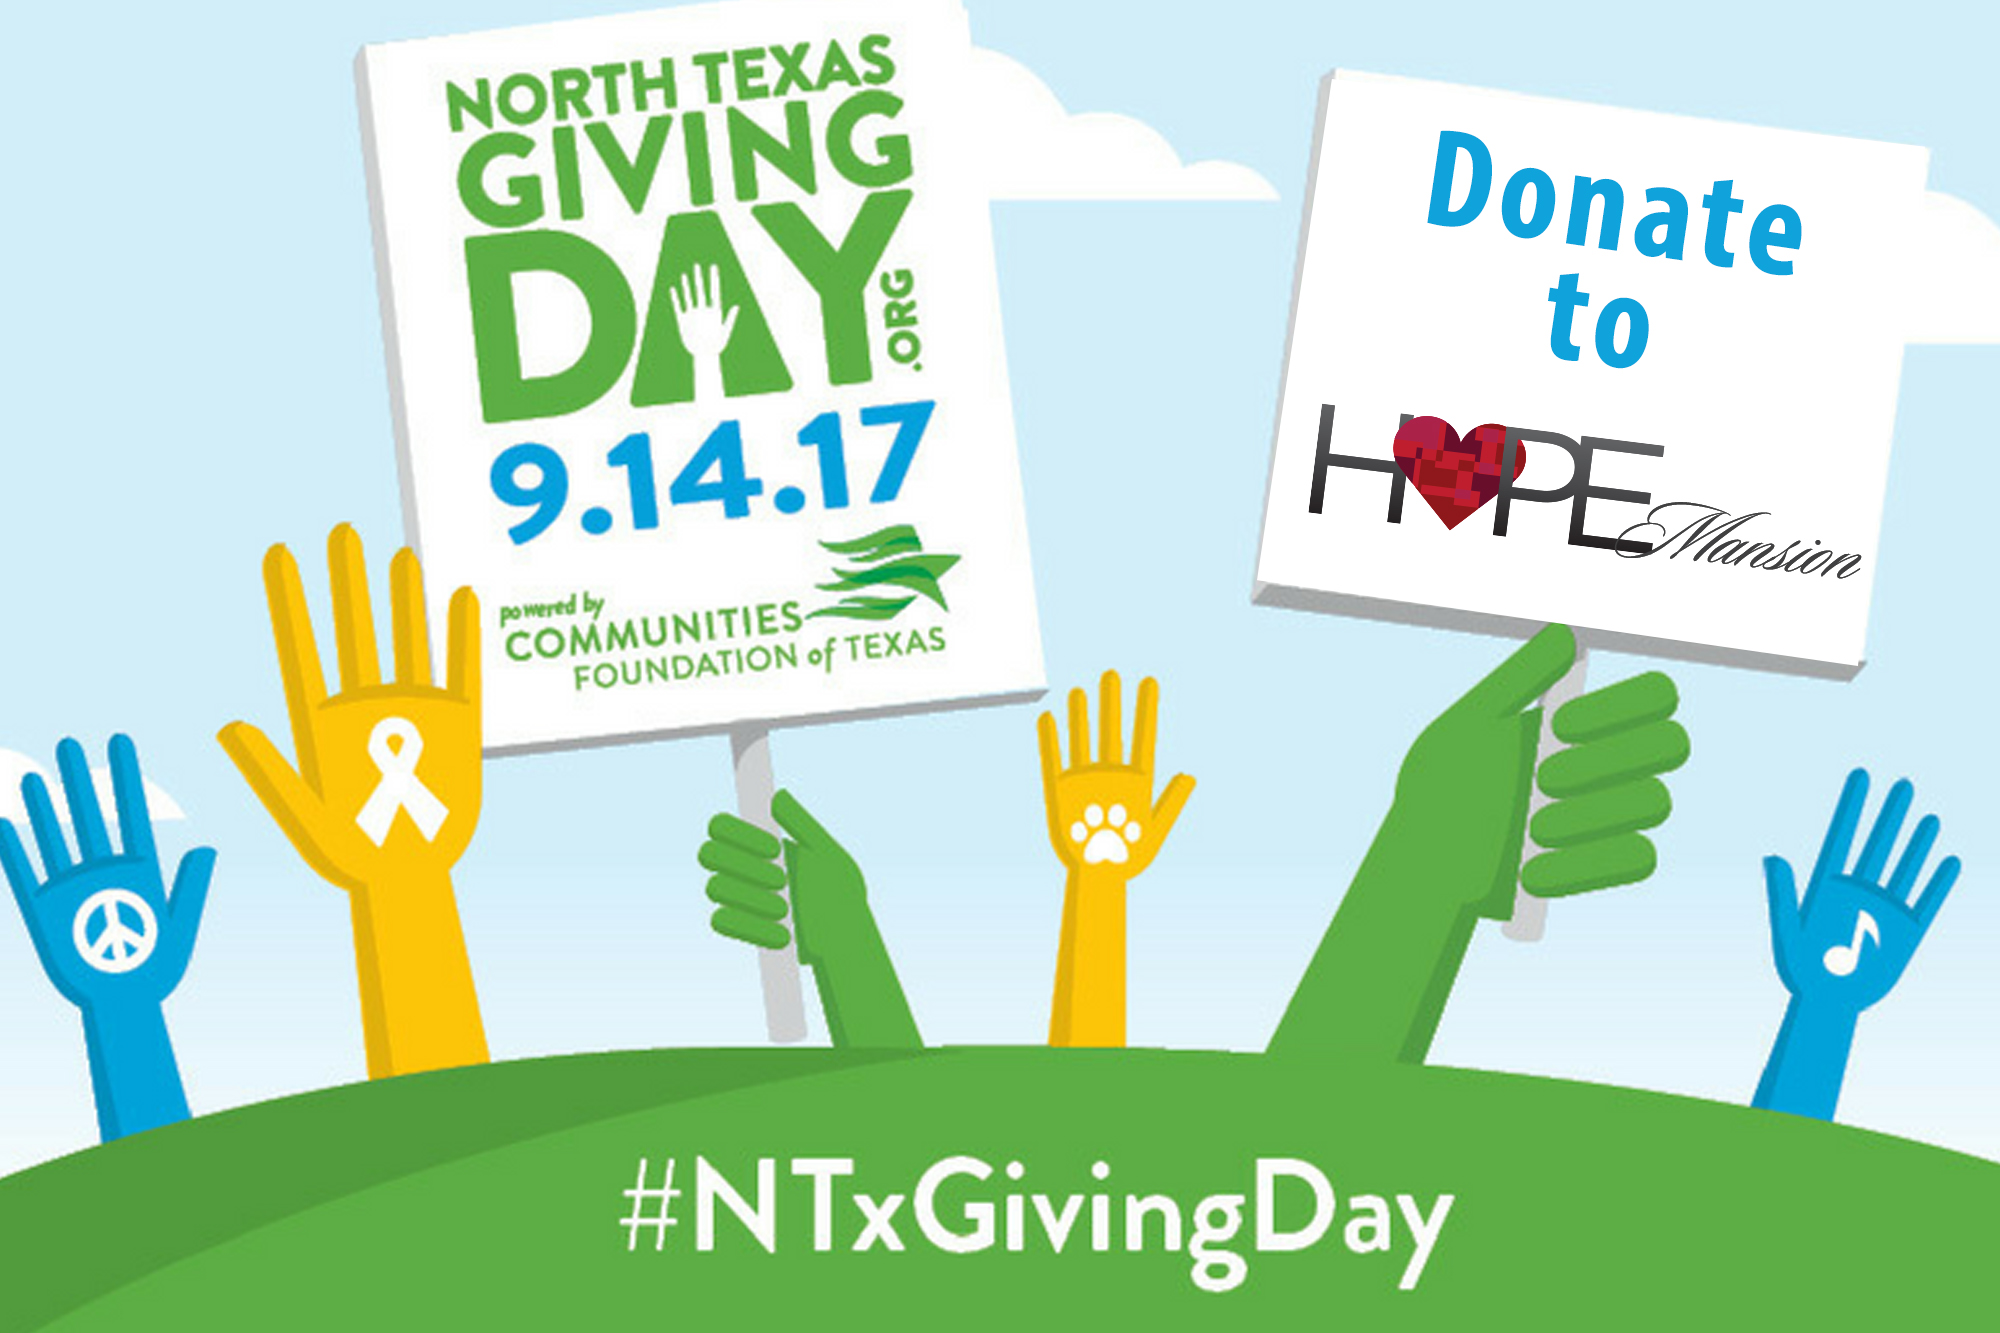 NORTH TEXAS
GIVING
DAY
.ORG
9.14.17
powered by
COMMUNITIES
FOUNDATION of TEXAS
Donate
to
HOPE
Mansion
#NTxGivingDay